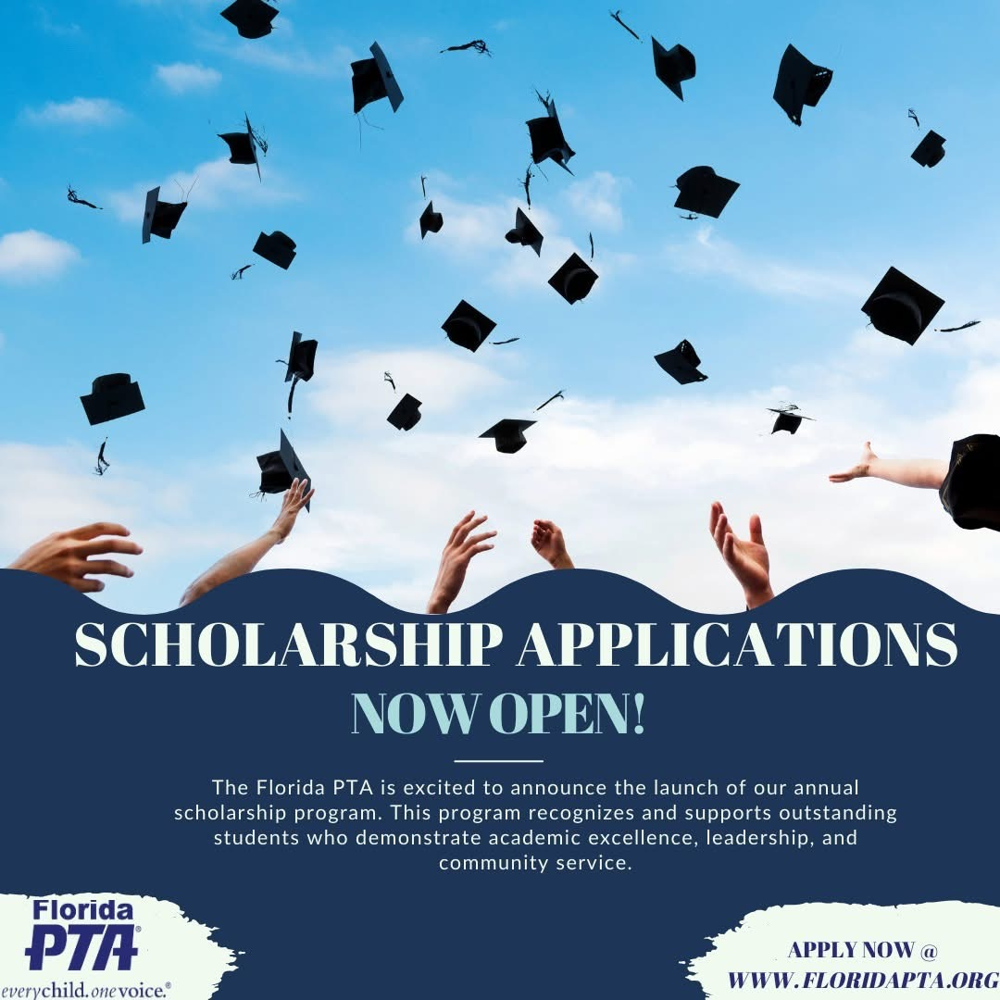 SCHOLARSHIP APPLICATIONS
NOW OPEN!
The Florida PTA is excited to announce the launch of our annual
scholarship program. This program recognizes and supports outstanding
students who demonstrate academic excellence, leadership, and
community service.
Florida
PTA®
everychild.onevoice.®
APPLY NOW @
WWW.FLORIDAPTA.ORG